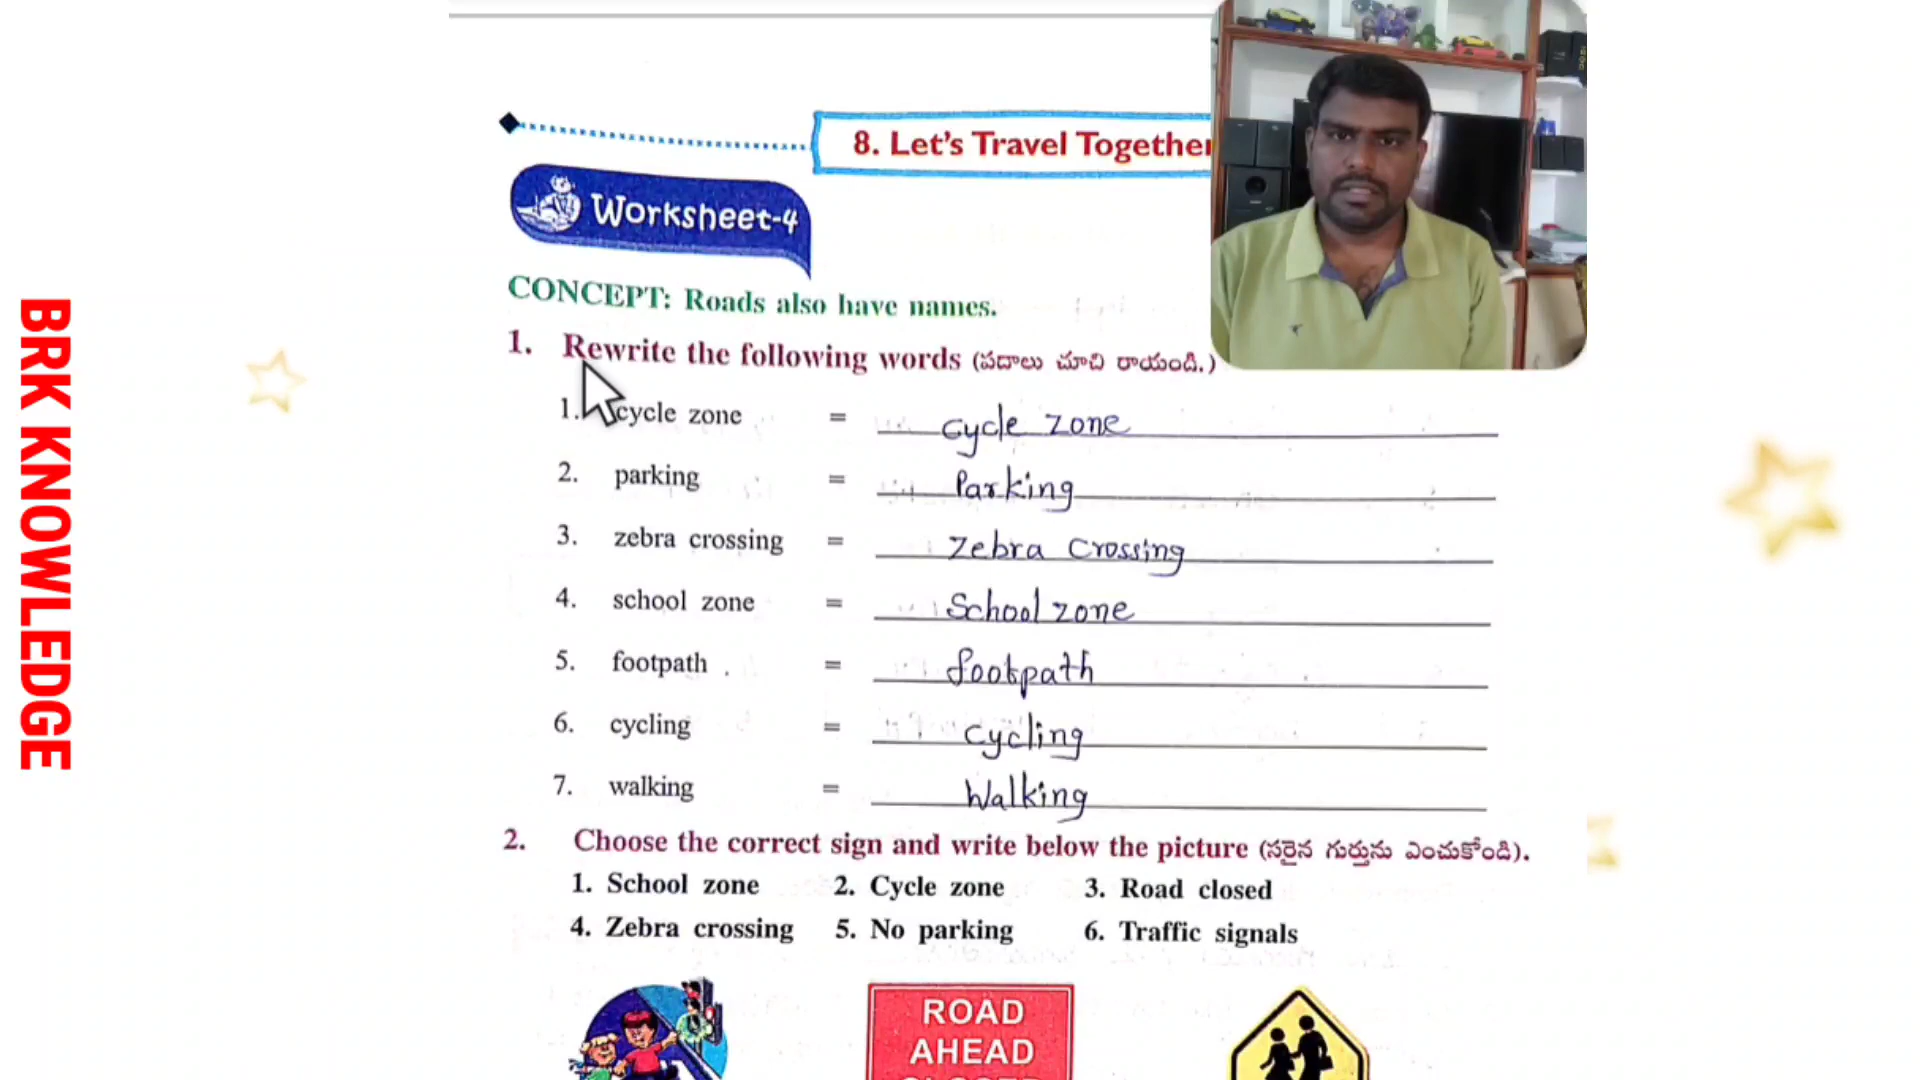 8. Let's Travel Together
Worksheet-4
CONCEPT: Roads also have names.
1. Rewrite the following words (పదాలు చూచి రాయండి.)
1. cycle zone = Cycle zone
2. parking = Parking
3. zebra crossing = Zebra Crossing
4. school zone = School zone
5. footpath = footpath
6. cycling = Cycling
7. walking = Walking
2. Choose the correct sign and write below the picture (సరైన గుర్తును ఎంచుకోండి).
1. School zone 2. Cycle zone 3. Road closed
4. Zebra crossing 5. No parking 6. Traffic signals
ROAD
AHEAD
CLOSED
BRK KNOWLEDGE